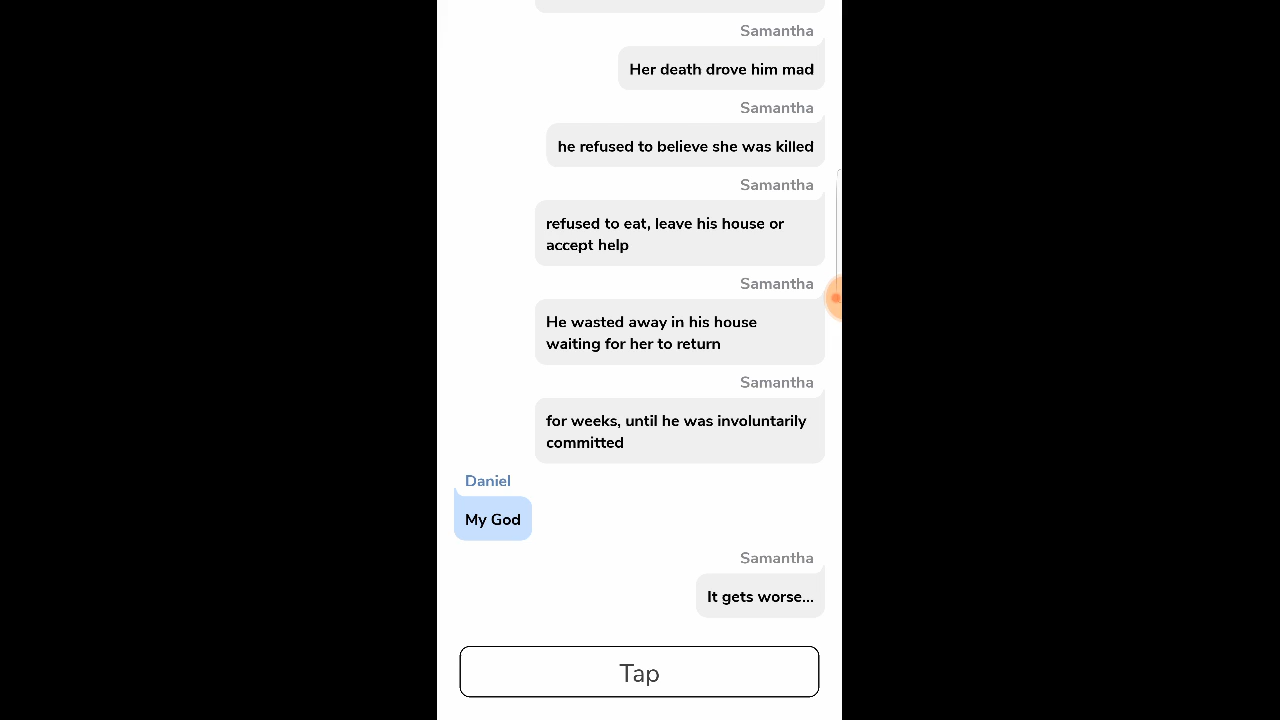 Samantha
Her death drove him mad
Samantha
he refused to believe she was killed
Samantha
refused to eat, leave his house or
accept help
Samantha
He wasted away in his house
waiting for her to return
Samantha
for weeks, until he was involuntarily
committed
Daniel
My God
Samantha
It gets worse...
Tap